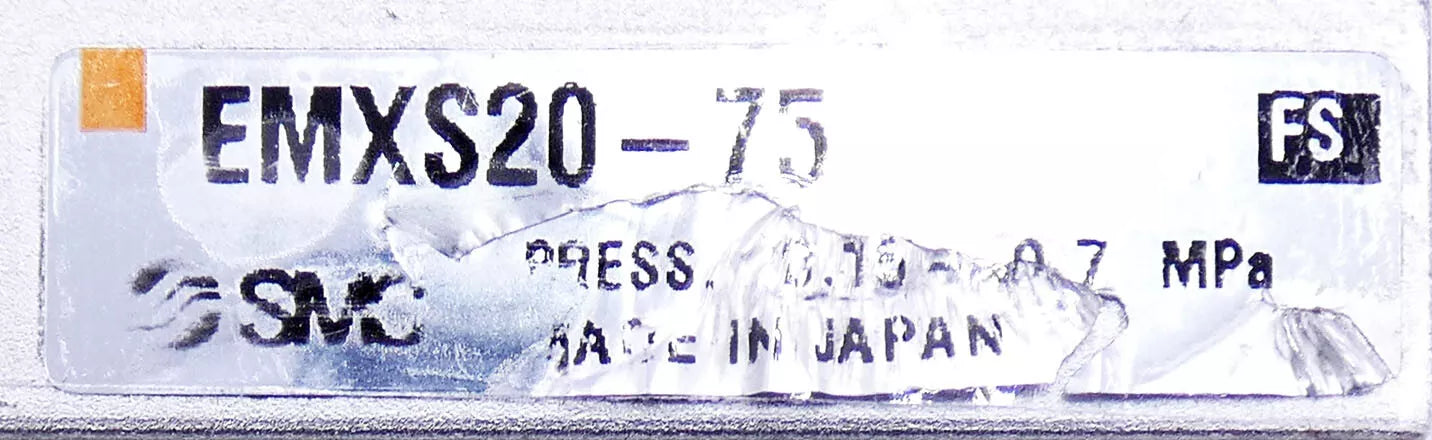 EMXS20-75 FS
PRESS. 0.15 - 0.7 MPa
SMC
MADE IN JAPAN